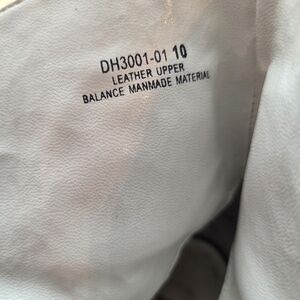 DH3001-01 10
LEATHER UPPER
BALANCE MANMADE MATERIAL